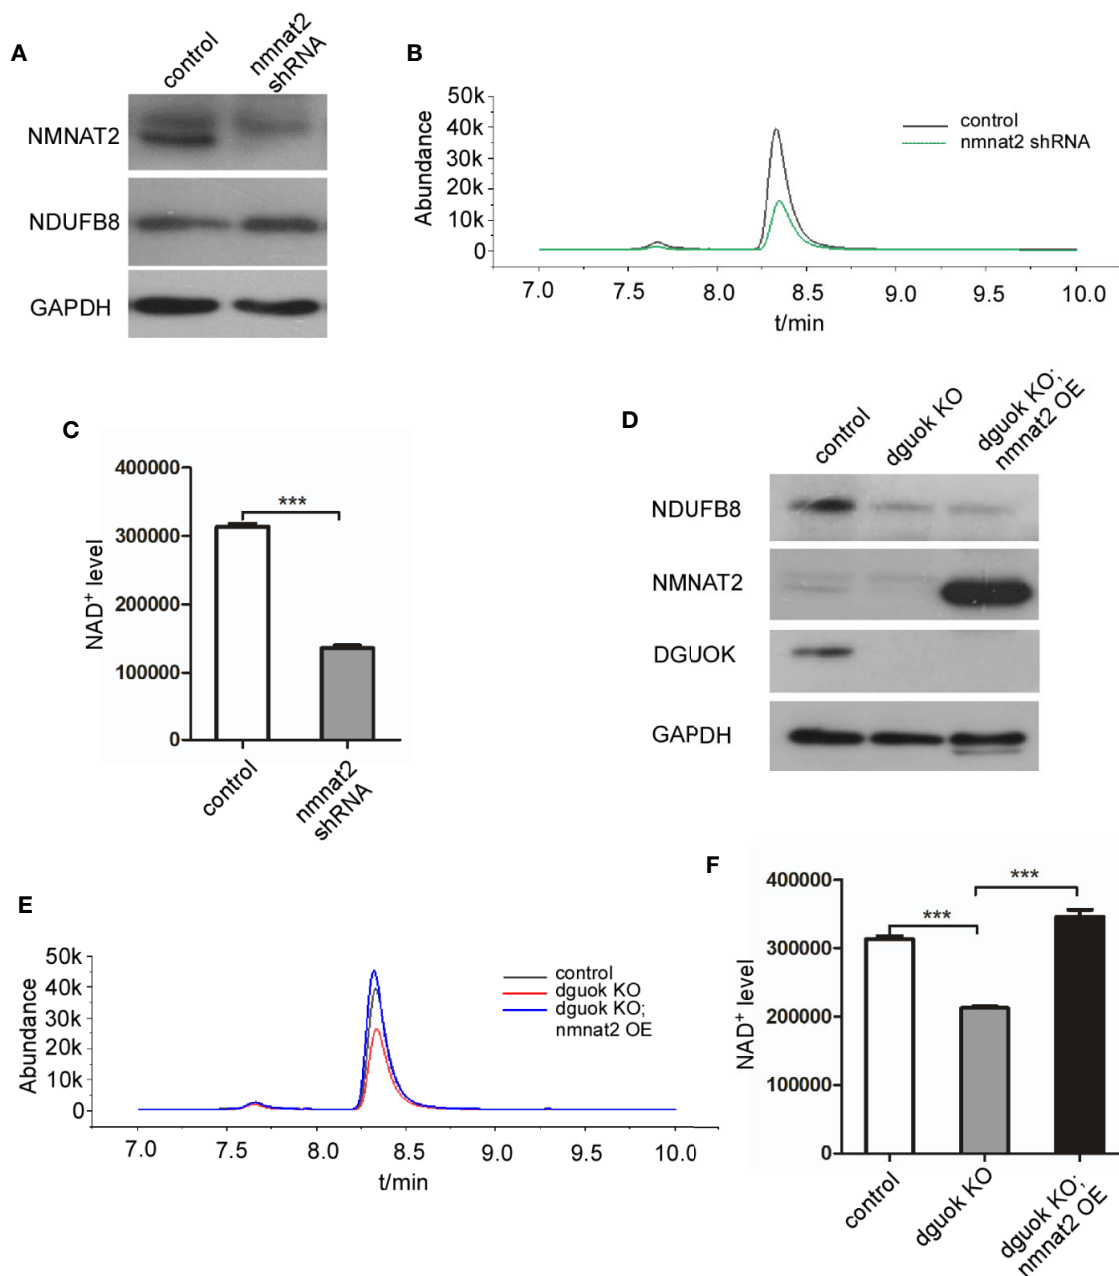 A
control
nmnat2
shRNA
NMNAT2
NDUFB8
GAPDH
B
50k
40k
30k
20k
10k
0
Abundance
control
nmnat2 shRNA
7.0 7.5 8.0 8.5 9.0 9.5 10.0
t/min
C
400000
300000
200000
100000
0
NAD+ level
***
control
nmnat2
shRNA
D
control
dguok KO
dguok KO;
nmnat2 OE
NDUFB8
NMNAT2
DGUOK
GAPDH
E
50k
40k
30k
20k
10k
0
Abundance
control
dguok KO
dguok KO;
nmnat2 OE
7.0 7.5 8.0 8.5 9.0 9.5 10.0
t/min
F
400000
300000
200000
100000
0
NAD+ level
***
***
control
dguok KO
dguok KO;
nmnat2 OE